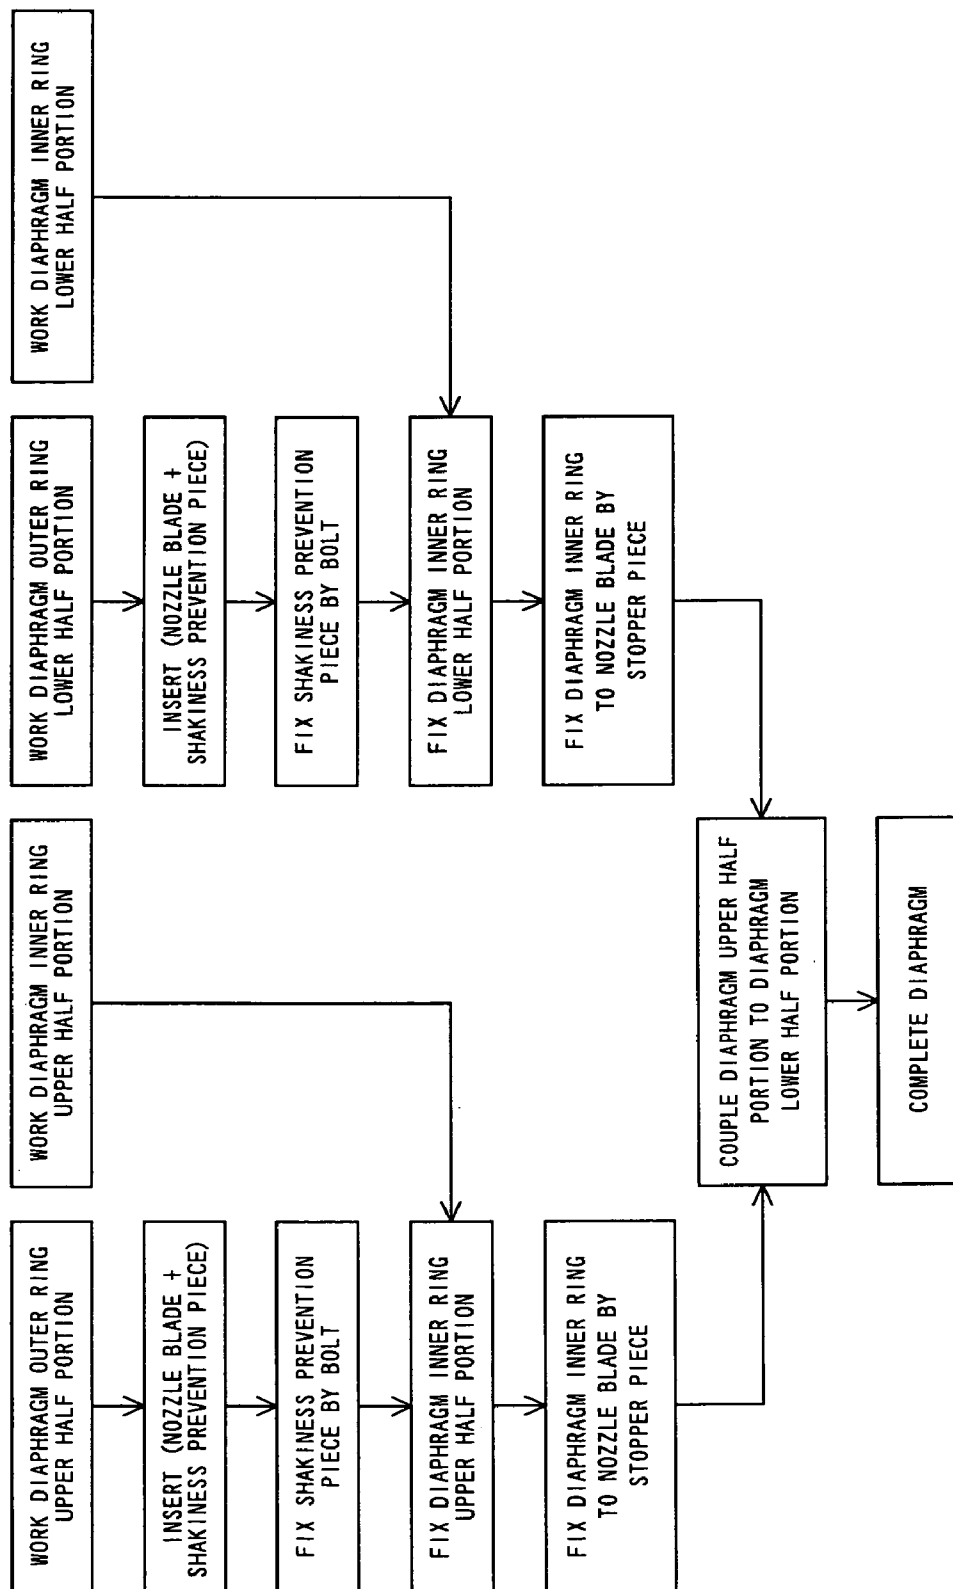 WORK DIAPHRAGM OUTER RING
UPPER HALF PORTION
INSERT (NOZZLE BLADE +
SHAKINESS PREVENTION PIECE)
FIX SHAKINESS PREVENTION
PIECE BY BOLT
FIX DIAPHRAGM INNER RING
UPPER HALF PORTION
FIX DIAPHRAGM INNER RING
TO NOZZLE BLADE BY
STOPPER PIECE
WORK DIAPHRAGM INNER RING
UPPER HALF PORTION
WORK DIAPHRAGM OUTER RING
LOWER HALF PORTION
INSERT (NOZZLE BLADE +
SHAKINESS PREVENTION PIECE)
FIX SHAKINESS PREVENTION
PIECE BY BOLT
FIX DIAPHRAGM INNER RING
LOWER HALF PORTION
FIX DIAPHRAGM INNER RING
TO NOZZLE BLADE BY
STOPPER PIECE
WORK DIAPHRAGM INNER RING
LOWER HALF PORTION
COUPLE DIAPHRAGM UPPER HALF
PORTION TO DIAPHRAGM
LOWER HALF PORTION
COMPLETE DIAPHRAGM